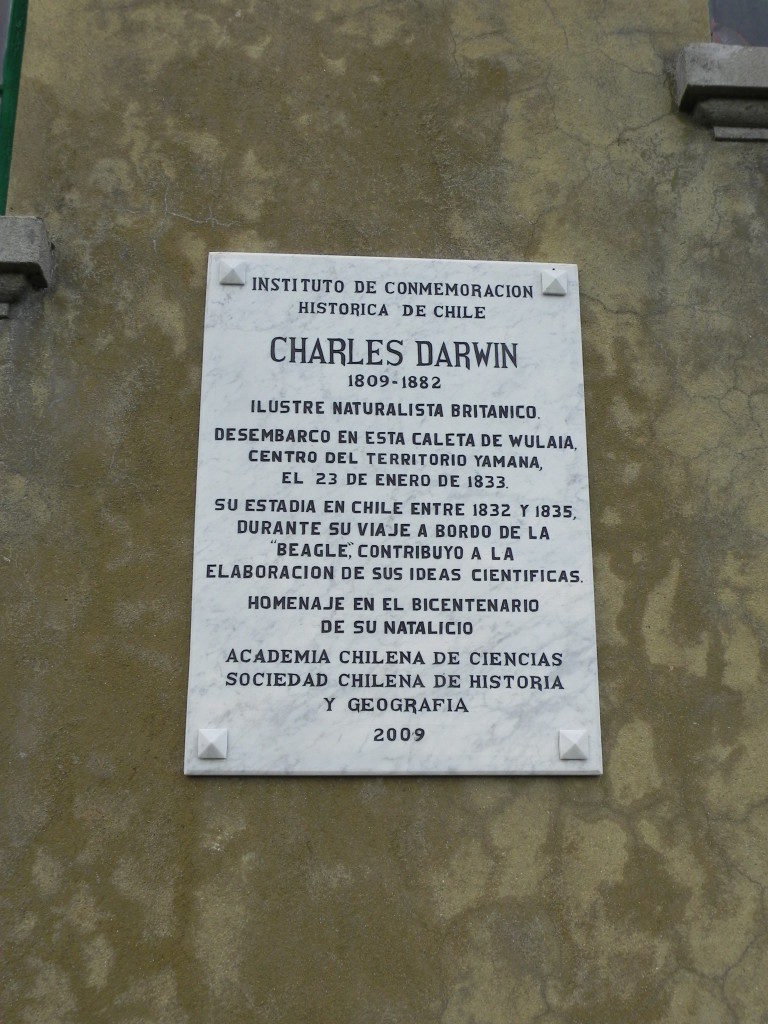 INSTITUTO DE CONMEMORACION
HISTORICA DE CHILE
CHARLES DARWIN
1809-1882
ILUSTRE NATURALISTA BRITANICO.
DESEMBARCO EN ESTA CALETA DE WULAIA,
CENTRO DEL TERRITORIO YAMANA,
EL 23 DE ENERO DE 1833.
SU ESTADIA EN CHILE ENTRE 1832 Y 1835,
DURANTE SU VIAJE A BORDO DE LA
"BEAGLE", CONTRIBUYO A LA
ELABORACION DE SUS IDEAS CIENTIFICAS.
HOMENAJE EN EL BICENTENARIO
DE SU NATALICIO
ACADEMIA CHILENA DE CIENCIAS
SOCIEDAD CHILENA DE HISTORIA
Y GEOGRAFIA
2009